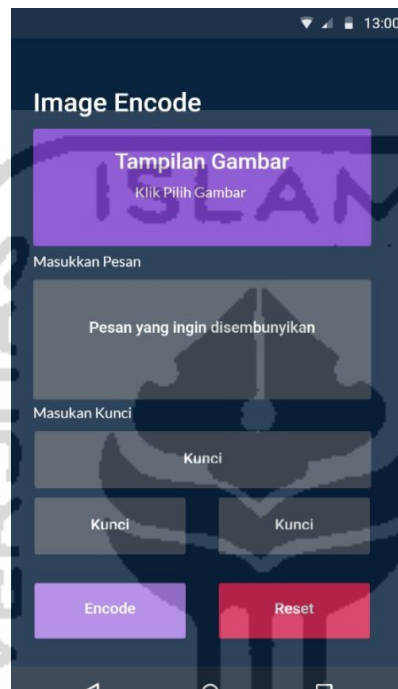 13:00
Image Encode
Tampilan Gambar
Klik Pilih Gambar
Masukkan Pesan
Pesan yang ingin disembunyikan
Masukan Kunci
Kunci
Kunci Kunci
Encode Reset
ISLAM